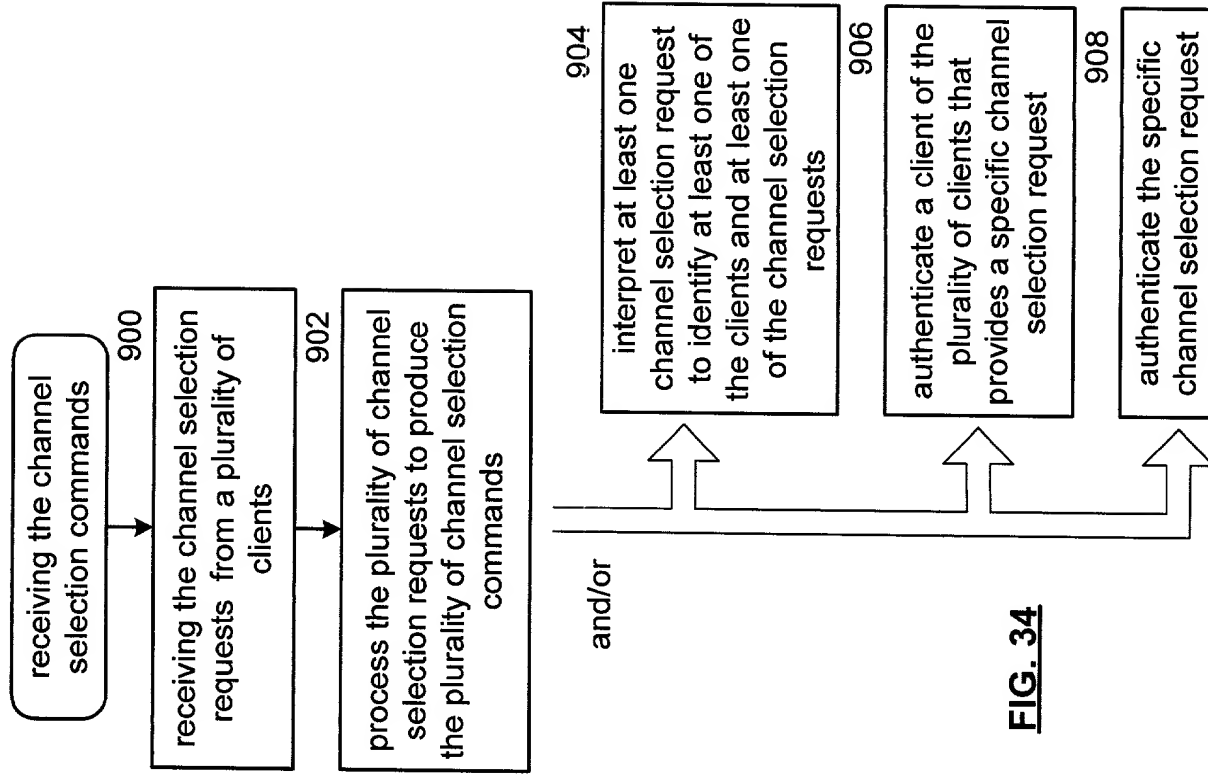 receiving the channel
selection commands
900
receiving the channel selection
requests from a plurality of
clients
902
process the plurality of channel
selection requests to produce
the plurality of channel selection
commands
and/or
904
interpret at least one
channel selection request
to identify at least one of
the clients and at least one
of the channel selection
requests
906
authenticate a client of the
plurality of clients that
provides a specific channel
selection request
908
authenticate the specific
channel selection request
FIG. 34